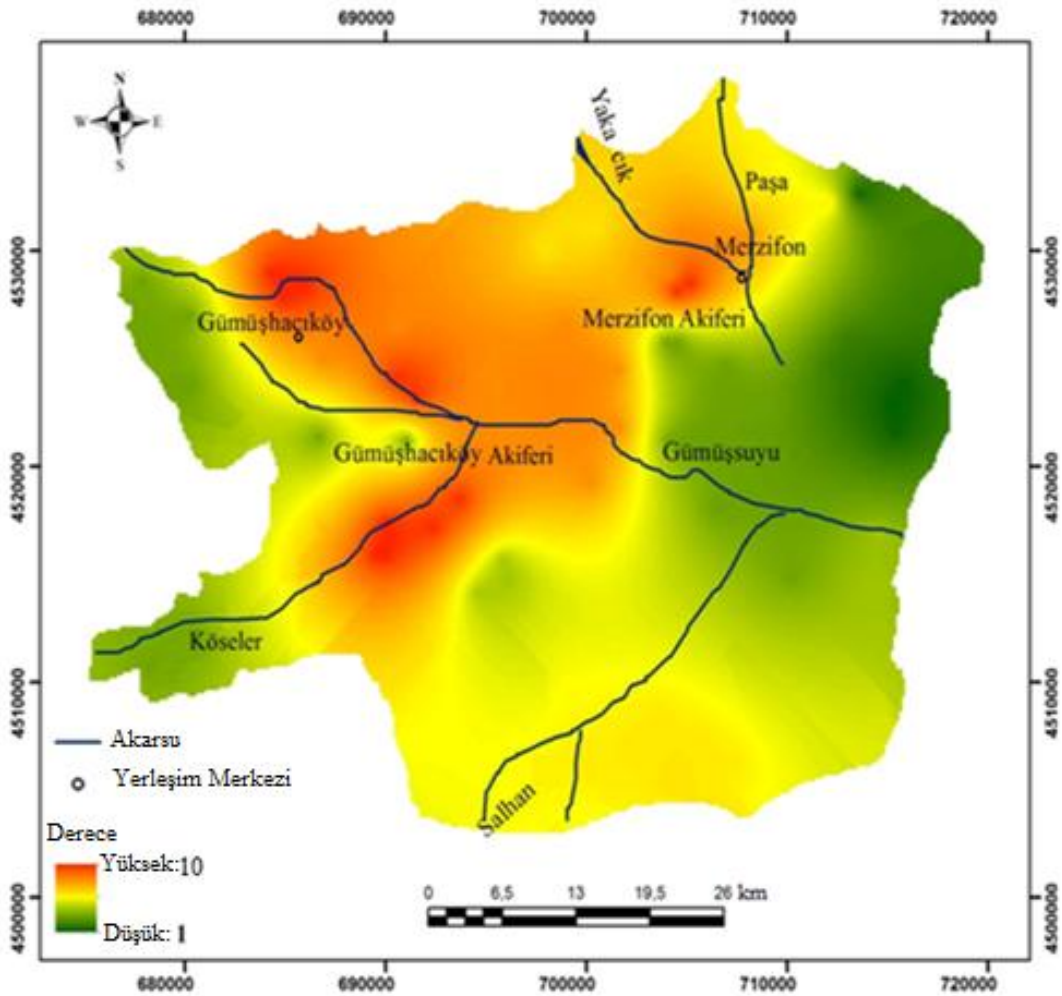 680000 690000 700000 710000 720000
N
W E
S
Yaka cık
Paşa
Merzifon
4530000 4530000
Gümüşhacıköy
Merzifon Akiferi
Gümüşhacıköy Akiferi
Gümüşsuyu
4520000 4520000
Köseler
4510000 4510000
Salhan
Akarsu
Yerleşim Merkezi
Derece
Yüksek:10
Düşük: 1
0 6,5 13 19,5 26 km
4500000 4500000
680000 690000 700000 710000 720000